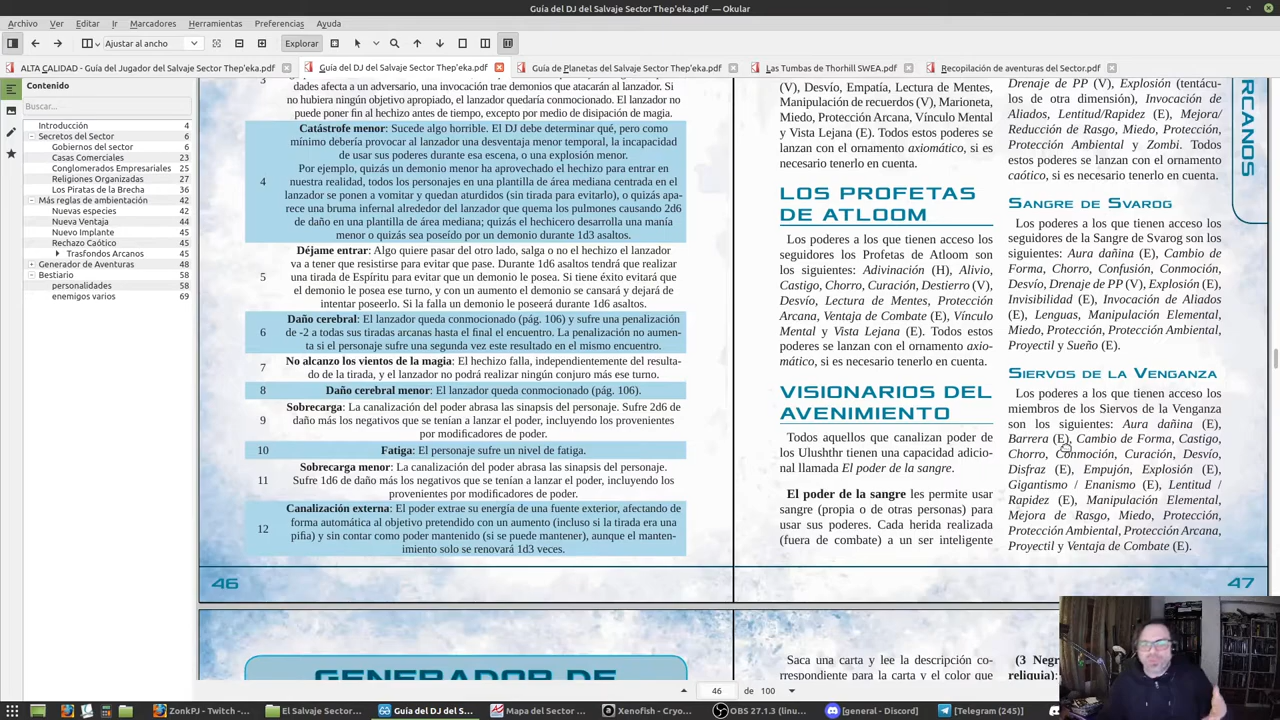 Guía del DJ del Salvaje Sector Thep'eka.pdf — Okular
Archivo Ver Editar Ir Marcadores Herramientas Preferencias Ayuda
Ajustar al ancho Explorar
ALTA CALIDAD - Guía del Jugador del Salvaje Sector Thep'eka.pdf
Guía del DJ del Salvaje Sector Thep'eka.pdf
Guía de Planetas del Salvaje Sector Thep'eka.pdf
Las Tumbas de Thorhill SWEA.pdf
Recopilación de aventuras del Sector.pdf
Contenido
Buscar...
Introducción 4
Secretos del Sector 6
Gobiernos del sector 6
Casas Comerciales 23
Conglomerados Empresariales 25
Religiones Organizadas 27
Los Piratas de la Brecha 36
Más reglas de ambientación 42
Nuevas especies 42
Nueva Ventaja 44
Nuevo Implante 44
Rechazo Caótico 45
Trasfondos Arcanos 45
Generador de Aventuras 48
Bestiario 58
personalidades 58
enemigos varios 69
3
dades afecta a un adversario, una invocación trae demonios que atacarán al lanzador. Si
no hubiera ningún objetivo apropiado, el lanzador quedaría conmocionado. El lanzador no
puede poner fin al hechizo antes de tiempo, excepto por medio de disipación de magia.
4
Catástrofe menor: Sucede algo horrible. El DJ debe determinar qué, pero como
mínimo debería provocar al lanzador una desventaja menor temporal, la incapacidad
de usar sus poderes durante esa escena, o una explosión menor.
Por ejemplo, quizás un demonio menor ha aprovechado el hechizo para entrar en
nuestra realidad, todos los personajes en una plantilla de área mediana centrada en el
lanzador se ponen a vomitar y quedan aturdidos (sin tirada para evitarlo), o quizás apa-
rece una bruma infernal alrededor del lanzador que quema los pulmones causando 2d6
de daño en una plantilla de área mediana; quizás el hechicero desarrolla una manía
menor o quizás sea poseído por un demonio durante 1d3 asaltos.
5
Déjame entrar: Algo quiere pasar del otro lado, salga o no el hechizo el lanzador
va a tener que resistirse para evitar que pase. Durante 1d6 asaltos tendrá que realizar
una tirada de Espíritu para evitar que un demonio le posea. Si tiene éxito evitará que
el demonio le posea ese turno, y con un aumento el demonio se cansará y dejará de
intentar poseerlo. Si la falla un demonio le poseerá durante 1d6 asaltos.
6
Daño cerebral: El lanzador queda conmocionado (pág. 106) y sufre una penalización
de -2 a todas sus tiradas arcanas hasta el final el encuentro. La penalización no aumen-
ta si el personaje sufre una segunda vez este resultado en el mismo encuentro.
7
No alcanzo los vientos de la magia: El hechizo falla, independientemente del resulta-
do de la tirada, y el lanzador no podrá realizar ningún conjuro más ese turno.
8 Daño cerebral menor: El lanzador queda conmocionado (pág. 106).
9
Sobrecarga: La canalización del poder abrasa las sinapsis del personaje. Sufre 2d6 de
daño más los negativos que se tenían a lanzar el poder, incluyendo los provenientes
por modificadores de poder.
10 Fatiga: El personaje sufre un nivel de fatiga.
11
Sobrecarga menor: La canalización del poder abrasa las sinapsis del personaje.
Sufre 1d6 de daño más los negativos que se tenían a lanzar el poder, incluyendo los
provenientes por modificadores de poder.
12
Canalización externa: El poder extrae su energía de una fuente exterior, afectando de
forma automática al objetivo pretendido con un aumento (incluso si la tirada era una
pifia) y sin contar como poder mantenido (si se puede mantener), aunque el manten-
imiento solo se renovará 1d3 veces.
46
(V), Desvío, Empatía, Lectura de Mentes,
Manipulación de recuerdos (V), Marioneta,
Miedo, Protección Arcana, Vínculo Mental
y Vista Lejana (E). Todos estos poderes se
lanzan con el ornamento axiomático, si es
necesario tenerlo en cuenta.
LOS PROFETAS
DE ATLOOM
Los poderes a los que tienen acceso los
seguidores los Profetas de Atloom son
los siguientes: Adivinación (H), Alivio,
Castigo, Chorro, Curación, Destierro (V),
Desvío, Lectura de Mentes, Protección
Arcana, Ventaja de Combate (E), Vínculo
Mental y Vista Lejana (E). Todos estos
poderes se lanzan con el ornamento axio-
mático, si es necesario tenerlo en cuenta.
VISIONARIOS DEL
AVENIMIENTO
Todos aquellos que canalizan poder de
los Ulushthr tienen una capacidad adicio-
nal llamada El poder de la sangre.
El poder de la sangre les permite usar
sangre (propia o de otras personas) para
usar sus poderes. Cada herida realizada
(fuera de combate) a un ser inteligente
Drenaje de PP (V), Explosión (tentácu-
los de otra dimensión), Invocación de
Aliados, Lentitud/Rapidez (E), Mejora/
Reducción de Rasgo, Miedo, Protección,
Protección Ambiental y Zombi. Todos
estos poderes se lanzan con el ornamento
caótico, si es necesario tenerlo en cuenta.
SANGRE DE SVAROG
Los poderes a los que tienen acceso los
seguidores de la Sangre de Svarog son los
siguientes: Aura dañina (E), Cambio de
Forma, Chorro, Confusión, Conmoción,
Desvío, Drenaje de PP (V), Explosión (E),
Invisibilidad (E), Invocación de Aliados
(E), Lenguas, Manipulación Elemental,
Miedo, Protección, Protección Ambiental,
Proyectil y Sueño (E).
SIERVOS DE LA VENGANZA
Los poderes a los que tienen acceso los
miembros de los Siervos de la Venganza
son los siguientes: Aura dañina (E),
Barrera (E), Cambio de Forma, Castigo,
Chorro, Conmoción, Curación, Desvío,
Disfraz (E), Empujón, Explosión (E),
Gigantismo / Enanismo (E), Lentitud /
Rapidez (E), Manipulación Elemental,
Mejora de Rasgo, Miedo, Protección,
Protección Ambiental, Protección Arcana,
Proyectil y Ventaja de Combate (E).
RCANOS
47
GENERADOR DE
Saca una carta y lee la descripción co-
rrespondiente para la carta y el color que
(3 Negr
reliquia):
46 de 100
ZonkPJ - Twitch -...
El Salvaje Sector...
Guía del DJ del S...
Mapa del Sector ...
Xenofish - Cryo...
OBS 27.1.3 (linu...
[general - Discord]
[Telegram (245)]